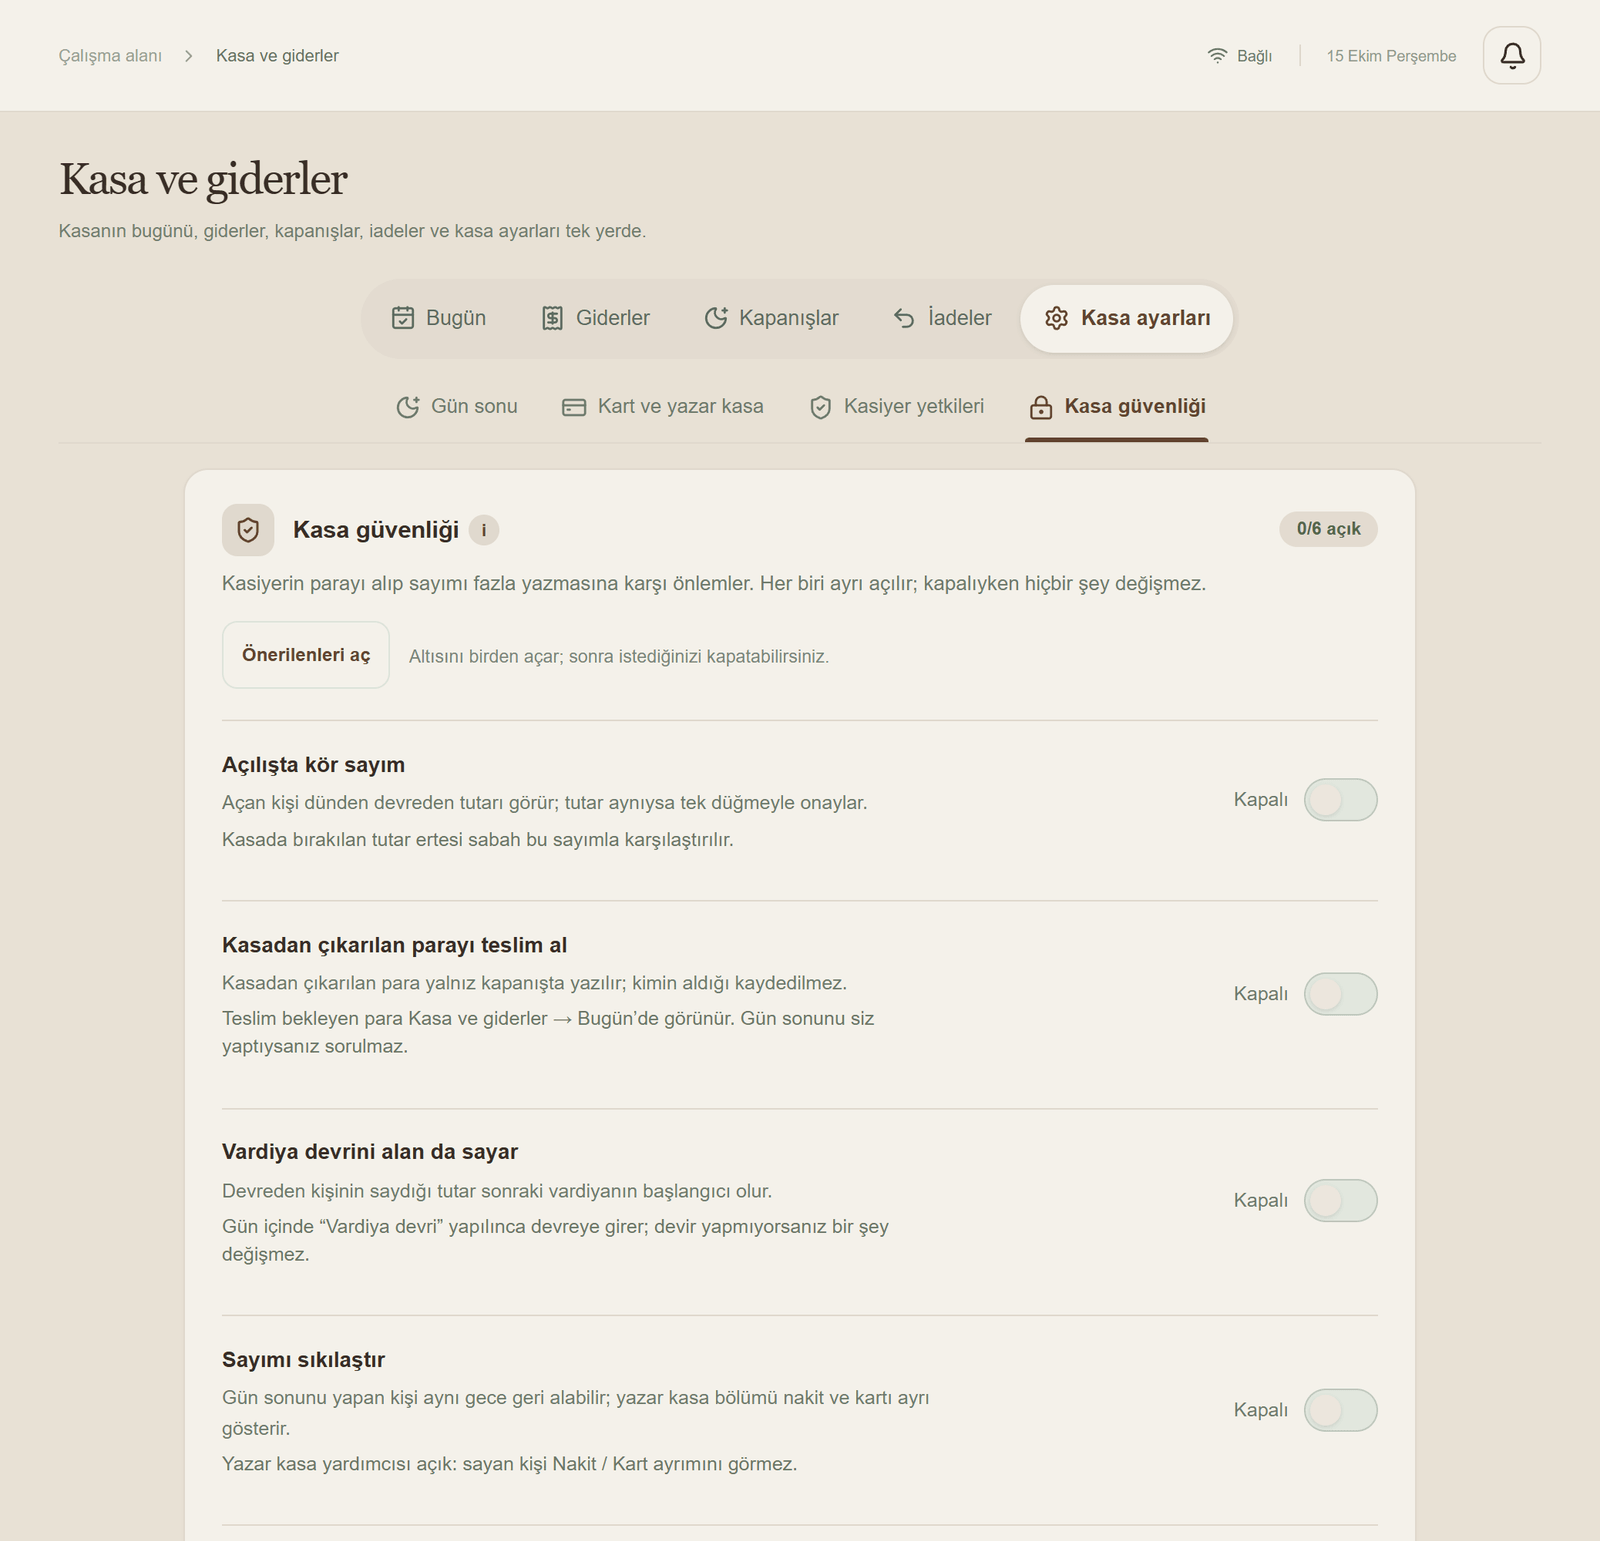 Çalışma alanı > Kasa ve giderler
Bağlı
15 Ekim Perşembe
Kasa ve giderler
Kasanın bugünü, giderler, kapanışlar, iadeler ve kasa ayarları tek yerde.
Bugün
Giderler
Kapanışlar
İadeler
Kasa ayarları
Gün sonu
Kart ve yazar kasa
Kasiyer yetkileri
Kasa güvenliği
Kasa güvenliği i
0/6 açık
Kasiyerin parayı alıp sayımı fazla yazmasına karşı önlemler. Her biri ayrı açılır; kapalıyken hiçbir şey değişmez.
Önerilenleri aç
Altısını birden açar; sonra istediğinizi kapatabilirsiniz.
Açılışta kör sayım
Açan kişi dünden devreden tutarı görür; tutar aynıysa tek düğmeyle onaylar.
Kapalı
Kasada bırakılan tutar ertesi sabah bu sayımla karşılaştırılır.
Kasadan çıkarılan parayı teslim al
Kasadan çıkarılan para yalnız kapanışta yazılır; kimin aldığı kaydedilmez.
Kapalı
Teslim bekleyen para Kasa ve giderler → Bugün’de görünür. Gün sonunu siz
yaptıysanız sorulmaz.
Vardiya devrini alan da sayar
Devreden kişinin saydığı tutar sonraki vardiyanın başlangıcı olur.
Kapalı
Gün içinde “Vardiya devri” yapılınca devreye girer; devir yapmıyorsanız bir şey
değişmez.
Sayımı sıkılaştır
Gün sonunu yapan kişi aynı gece geri alabilir; yazar kasa bölümü nakit ve kartı ayrı
gösterir.
Kapalı
Yazar kasa yardımcısı açık: sayan kişi Nakit / Kart ayrımını görmez.